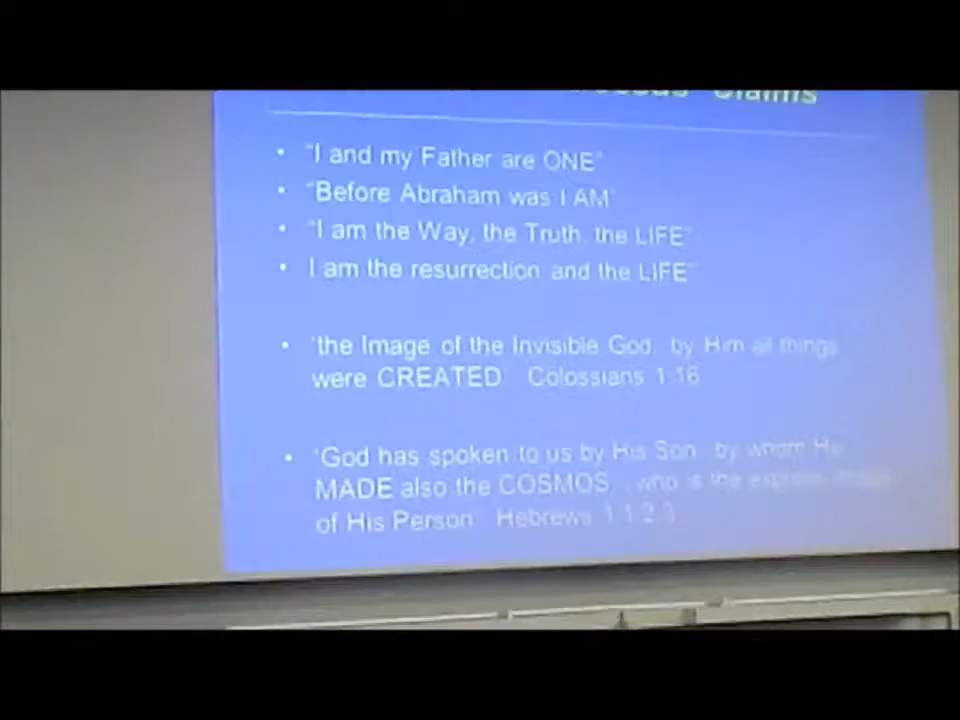 Claims
• "I and my Father are ONE"
• "Before Abraham was I AM"
• "I am the Way, the Truth, the LIFE"
• I am the resurrection and the LIFE"
• 'the Image of the Invisible God by Him all things
were CREATED' Colossians 1:16
• 'God has spoken to us by His Son by whom He
MADE also the COSMOS , who is the express
of His Person' Hebrews 1:1,2,3